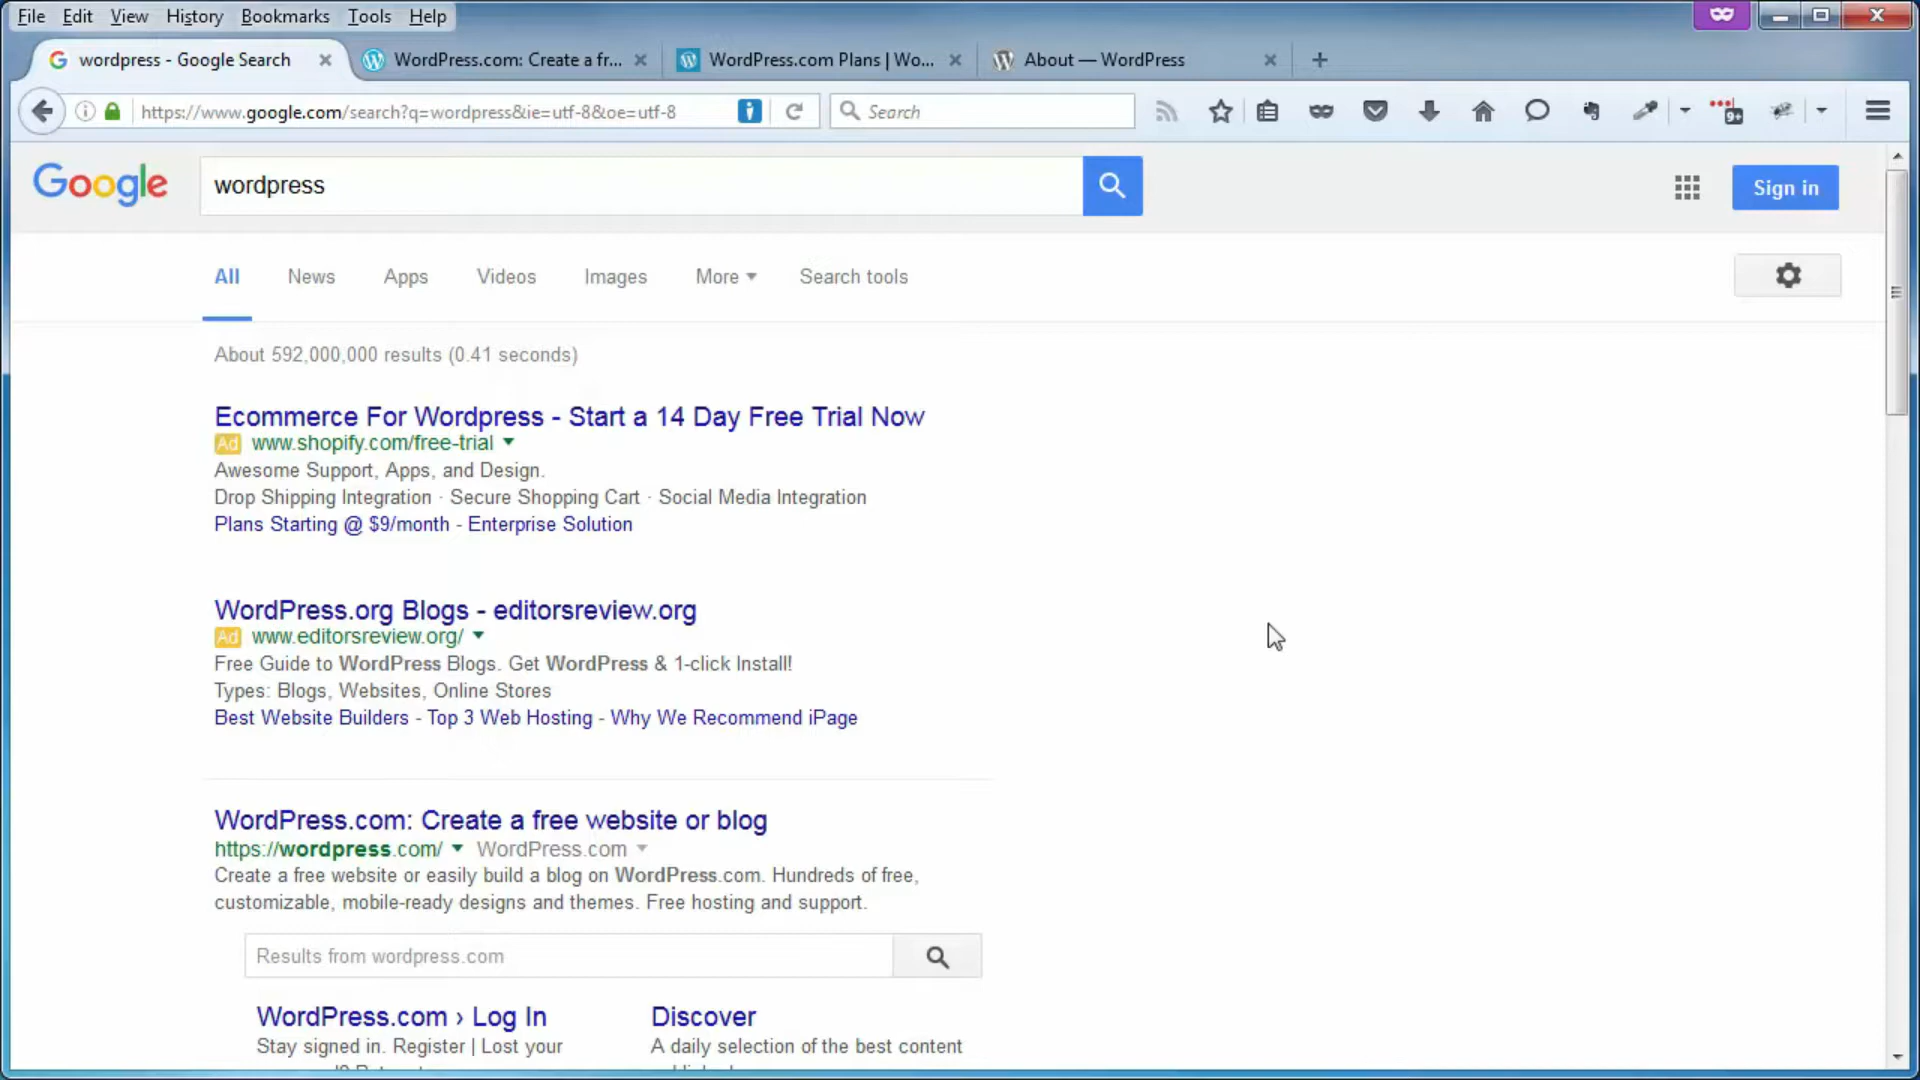 File Edit View History Bookmarks Tools Help
wordpress - Google Search
WordPress.com: Create a fr...
WordPress.com Plans | Wo...
About — WordPress
https://www.google.com/search?q=wordpress&ie=utf-8&oe=utf-8
Search
9+
Google
wordpress
Sign in
All News Apps Videos Images More Search tools
About 592,000,000 results (0.41 seconds)
Ecommerce For Wordpress - Start a 14 Day Free Trial Now
Ad www.shopify.com/free-trial
Awesome Support, Apps, and Design.
Drop Shipping Integration · Secure Shopping Cart · Social Media Integration
Plans Starting @ $9/month - Enterprise Solution
WordPress.org Blogs - editorsreview.org
Ad www.editorsreview.org/
Free Guide to WordPress Blogs. Get WordPress & 1-click Install!
Types: Blogs, Websites, Online Stores
Best Website Builders - Top 3 Web Hosting - Why We Recommend iPage
WordPress.com: Create a free website or blog
https://wordpress.com/ WordPress.com
Create a free website or easily build a blog on WordPress.com. Hundreds of free,
customizable, mobile-ready designs and themes. Free hosting and support.
Results from wordpress.com
WordPress.com › Log In
Stay signed in. Register | Lost your
Discover
A daily selection of the best content